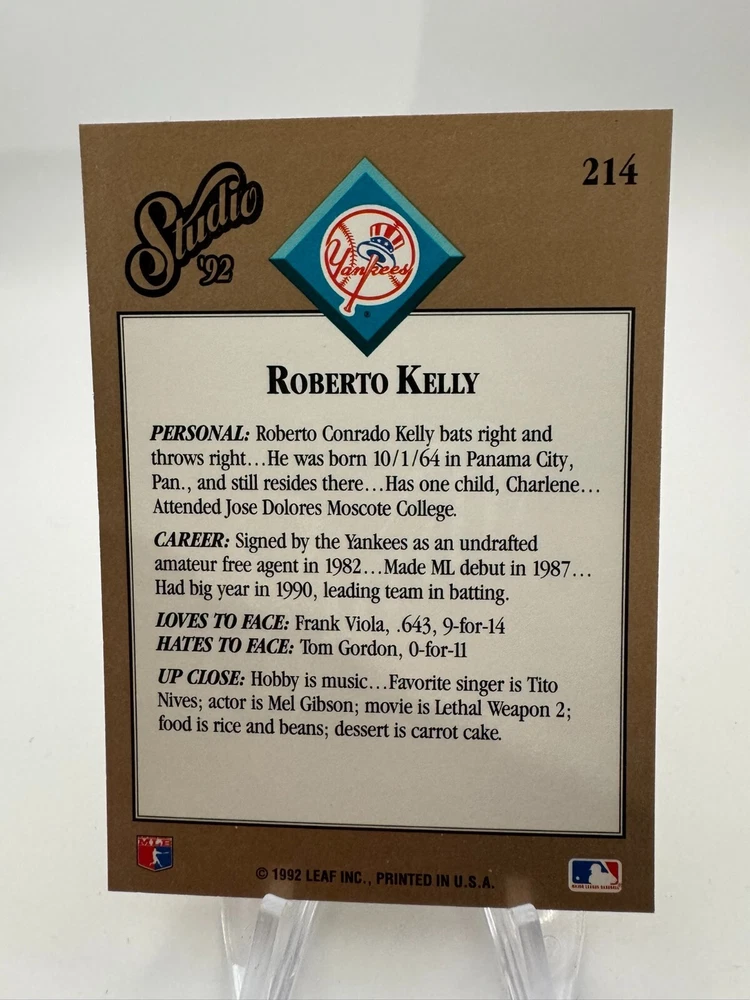 Studio
'92
214
Yankees
®
ROBERTO KELLY
PERSONAL: Roberto Conrado Kelly bats right and
throws right...He was born 10/1/64 in Panama City,
Pan., and still resides there...Has one child, Charlene...
Attended Jose Dolores Moscote College.
CAREER: Signed by the Yankees as an undrafted
amateur free agent in 1982...Made ML debut in 1987...
Had big year in 1990, leading team in batting.
LOVES TO FACE: Frank Viola, .643, 9-for-14
HATES TO FACE: Tom Gordon, 0-for-11
UP CLOSE: Hobby is music...Favorite singer is Tito
Nives; actor is Mel Gibson; movie is Lethal Weapon 2;
food is rice and beans; dessert is carrot cake.
© 1992 LEAF INC., PRINTED IN U.S.A.
MAJOR LEAGUE BASEBALL